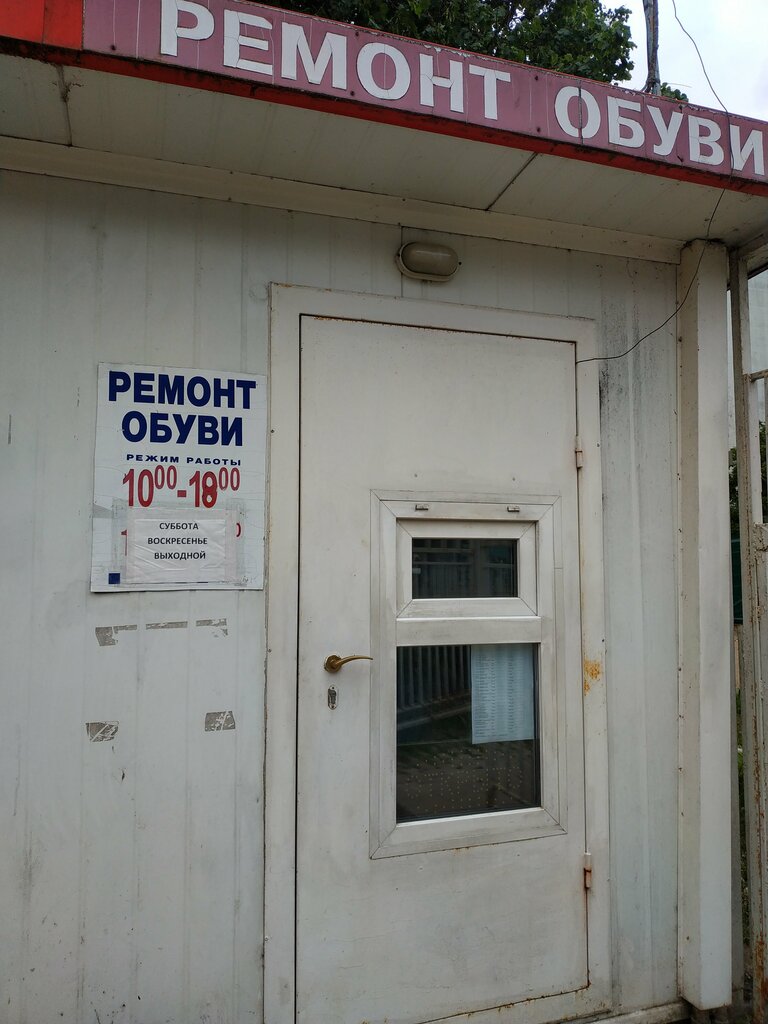 РЕМОНТ ОБУВИ
РЕМОНТ
ОБУВИ
РЕЖИМ РАБОТЫ
10⁰⁰-18⁰⁰
СУББОТА
ВОСКРЕСЕНЬЕ
ВЫХОДНОЙ